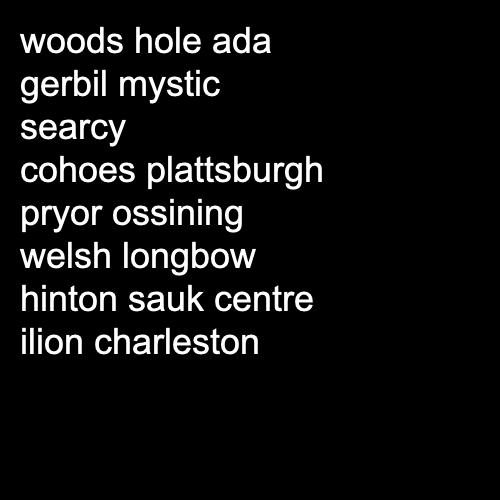 woods hole ada
gerbil mystic
searcy
cohoes plattsburgh
pryor ossining
welsh longbow
hinton sauk centre
ilion charleston